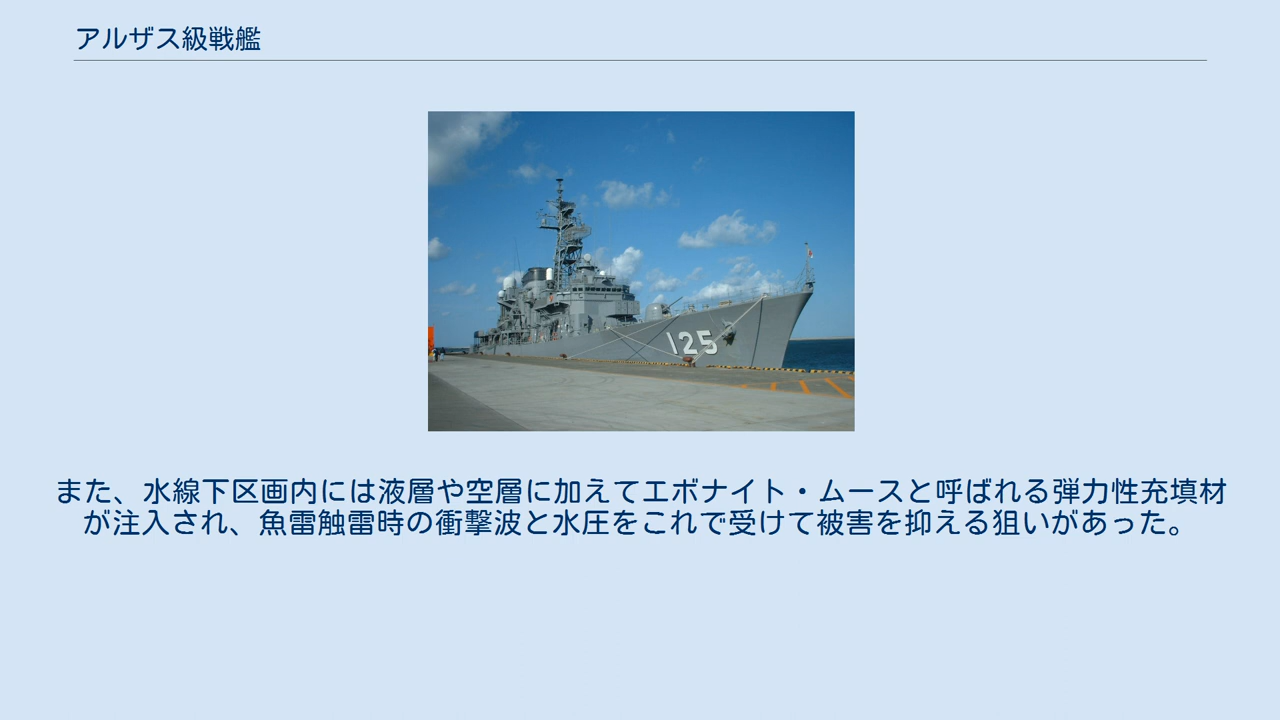 アルザス級戦艦
125
また、水線下区画内には液層や空層に加えてエボナイト・ムースと呼ばれる弾力性充填材
が注入され、魚雷触雷時の衝撃波と水圧をこれで受けて被害を抑える狙いがあった。